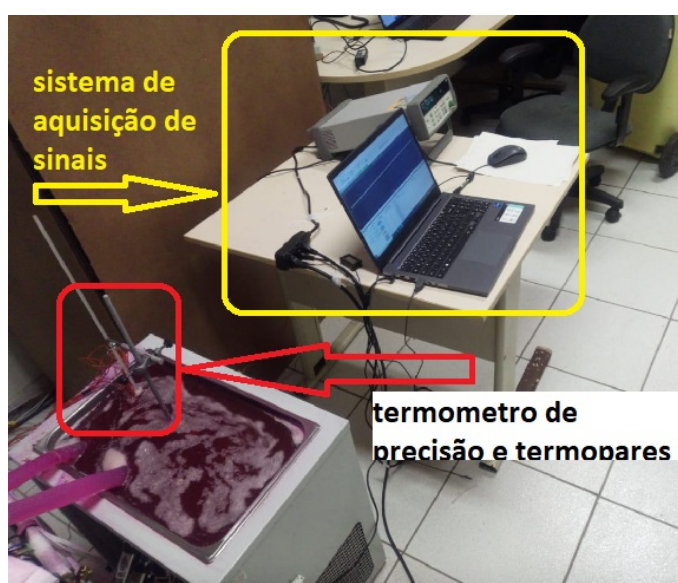 sistema de
aquisição de
sinais
termometro de
precisão e termopares